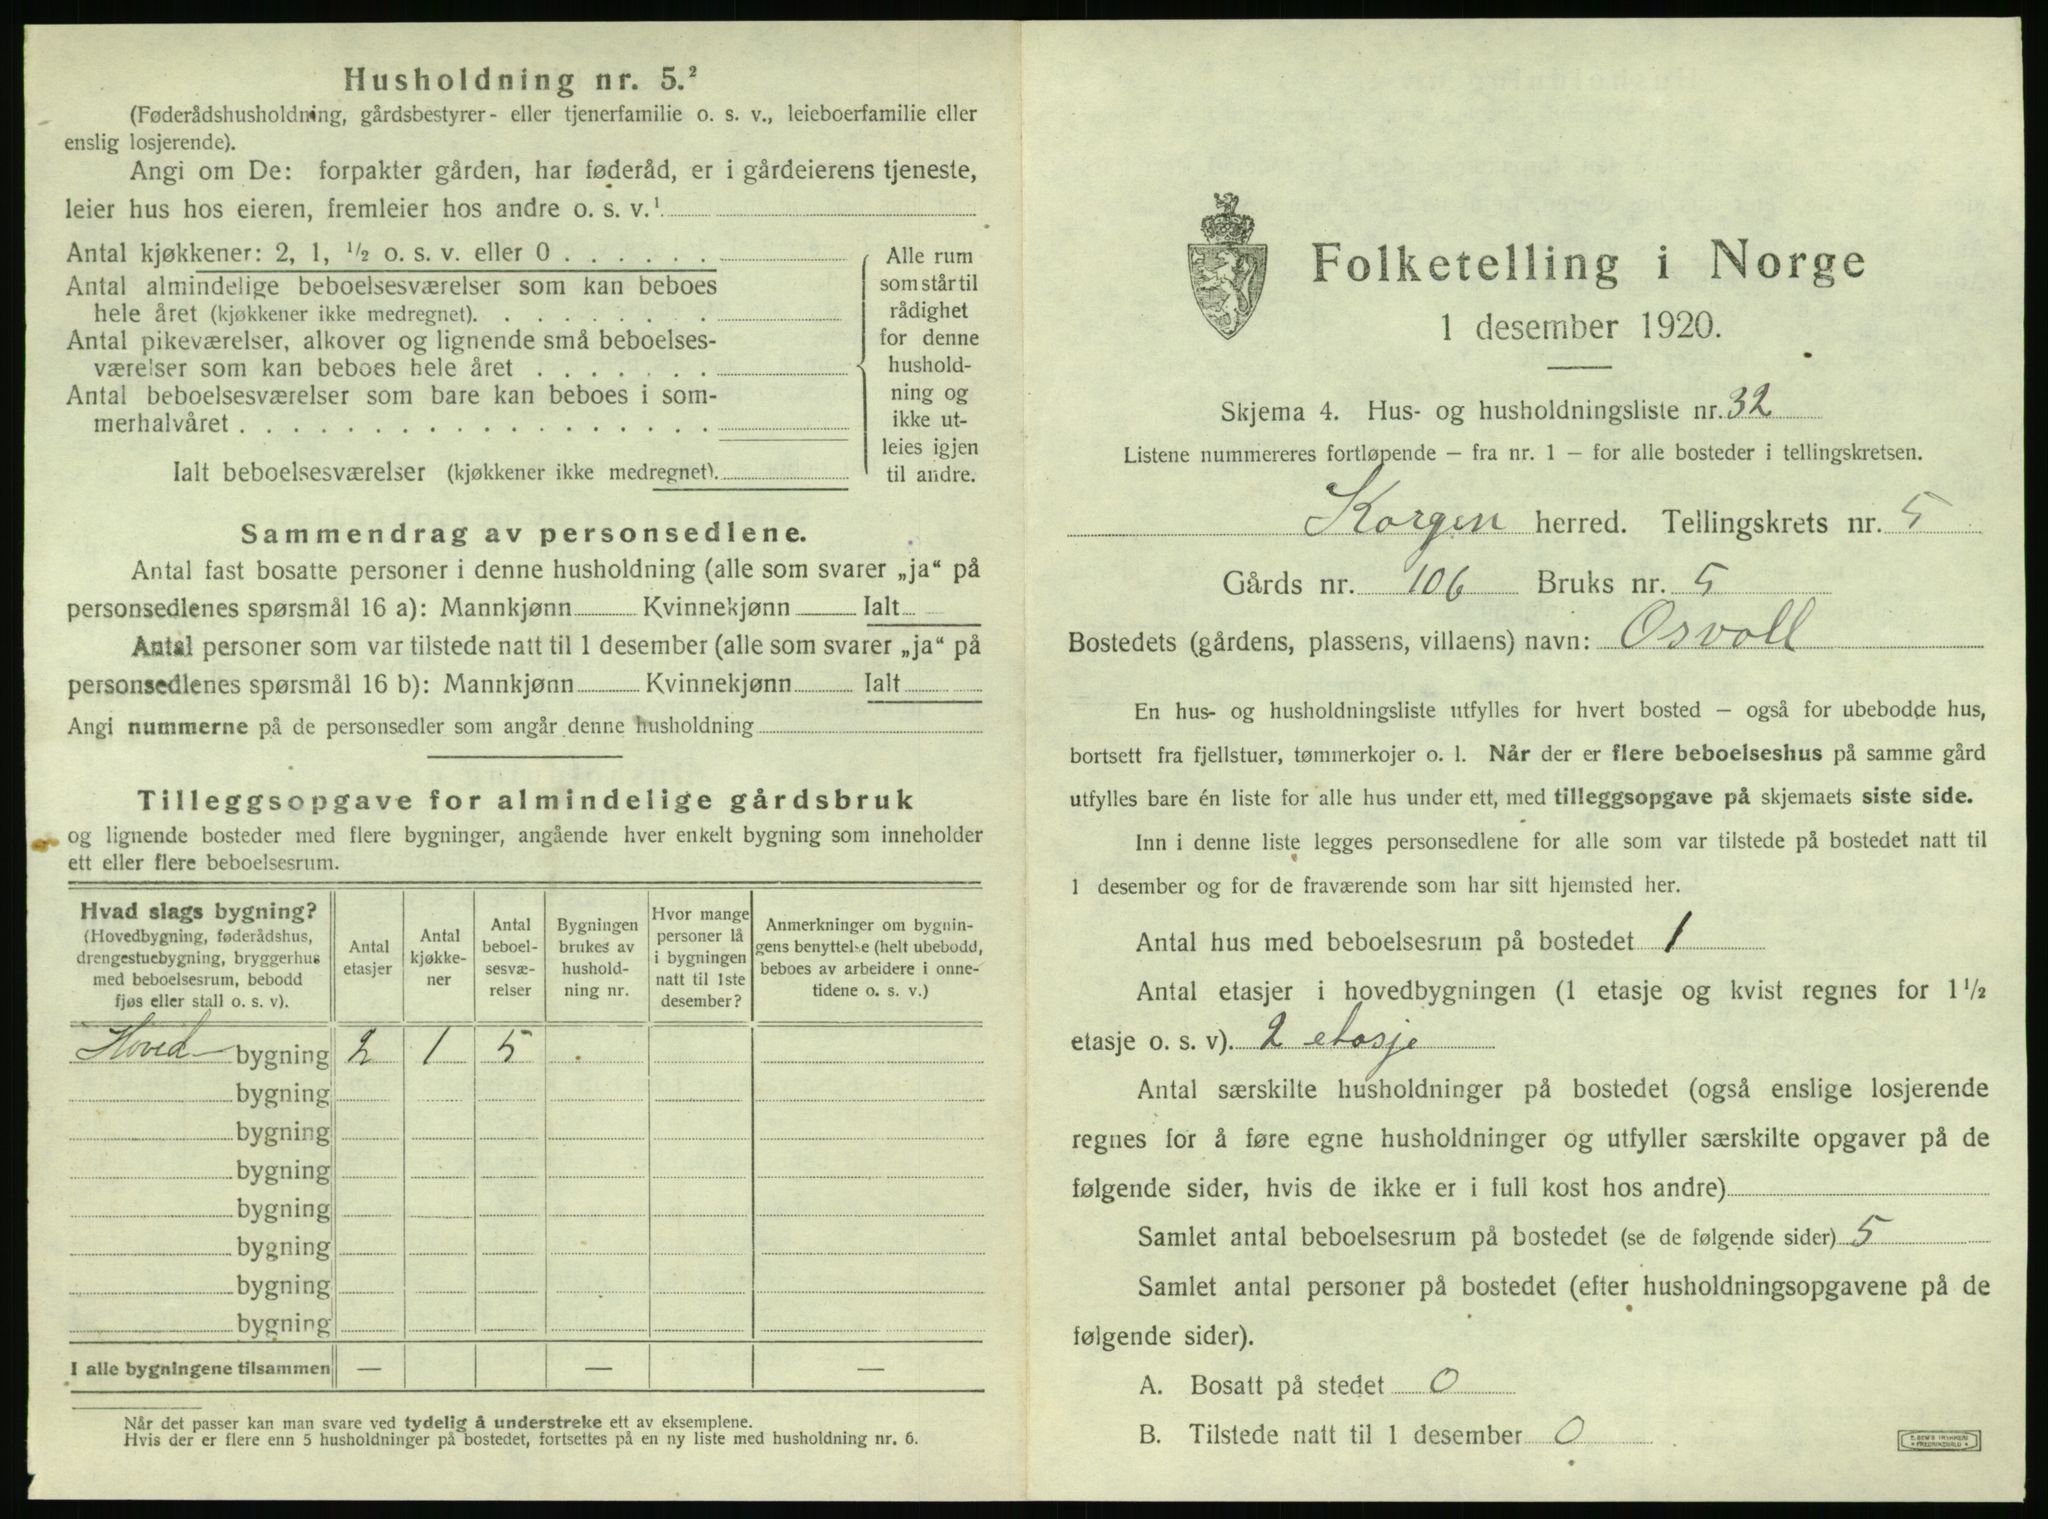 Husholdning nr. 5.²
(Føderådshusholdning, gårdsbestyrer- eller tjenerfamilie o. s. v., leieboerfamilie eller
enslig losjerende).
Angi om De: forpakter gården, har føderåd, er i gårdeierens tjeneste,
leier hus hos eieren, fremleier hos andre o. s. v.¹
Antal kjøkkener: 2, 1, ½ o. s. v. eller 0 . . . . . .
Antal almindelige beboelsesværelser som kan beboes
hele året (kjøkkener ikke medregnet). . . . . . . .
Antal pikeværelser, alkover og lignende små beboelses-
værelser som kan beboes hele året . . . . . . .
Antal beboelsesværelser som bare kan beboes i som-
merhalvåret . . . . . . . . . . . . . . . . .
Ialt beboelsesværelser (kjøkkener ikke medregnet).
Alle rum
som står til
rådighet
for denne
hushold-
ning og
ikke ut-
leies igjen
til andre.
Sammendrag av personsedlene.
Antal fast bosatte personer i denne husholdning (alle som svarer „ja“ på
personsedlenes spørsmål 16 a): Mannkjønn Kvinnekjønn Ialt
Antal personer som var tilstede natt til 1 desember (alle som svarer „ja“ på
personsedlenes spørsmål 16 b): Mannkjønn Kvinnekjønn Ialt
Angi nummerne på de personsedler som angår denne husholdning
Tilleggsopgave for almindelige gårdsbruk
og lignende bosteder med flere bygninger, angående hver enkelt bygning som inneholder
ett eller flere beboelsesrum.
Hvad slags bygning?
(Hovedbygning, føderådshus,
drengestuebygning, bryggerhus
med beboelsesrum, bebodd
fjøs eller stall o. s. v).
Antal
etasjer
Antal
kjøkke-
ner
Antal
beboel-
sesvæ-
relser
Bygningen
brukes av
hushold-
ning nr.
Hvor mange
personer lå
i bygningen
natt til 1ste
desember?
Anmerkninger om bygnin-
gens benyttelse (helt ubebodd,
beboes av arbeidere i onne-
tidene o. s. v.)
Hoved bygning 2 1 5
bygning
bygning
bygning
bygning
bygning
bygning
bygning
I alle bygningene tilsammen — — —
Når det passer kan man svare ved tydelig å understreke ett av eksemplene.
Hvis der er flere enn 5 husholdninger på bostedet, fortsettes på en ny liste med husholdning nr. 6.
Folketelling i Norge
1 desember 1920.
Skjema 4. Hus- og husholdningsliste nr. 32
Listene nummereres fortløpende – fra nr. 1 – for alle bosteder i tellingskretsen.
Korgen herred. Tellingskrets nr. 5
Gårds nr. 106 Bruks nr. 5
Bostedets (gårdens, plassens, villaens) navn: Osvoll
En hus- og husholdningsliste utfylles for hvert bosted – også for ubebodde hus,
bortsett fra fjellstuer, tømmerkojer o. l. Når der er flere beboelseshus på samme gård
utfylles bare én liste for alle hus under ett, med tilleggsopgave på skjemaets siste side.
Inn i denne liste legges personsedlene for alle som var tilstede på bostedet natt til
1 desember og for de fraværende som har sitt hjemsted her.
Antal hus med beboelsesrum på bostedet 1
Antal etasjer i hovedbygningen (1 etasje og kvist regnes for 1½
etasje o. s. v). 2 etasje
Antal særskilte husholdninger på bostedet (også enslige losjerende
regnes for å føre egne husholdninger og utfyller særskilte opgaver på de
følgende sider, hvis de ikke er i full kost hos andre)
Samlet antal beboelsesrum på bostedet (se de følgende sider) 5
Samlet antal personer på bostedet (efter husholdningsopgavene på de
følgende sider).
A. Bosatt på stedet 0
B. Tilstede natt til 1 desember 0